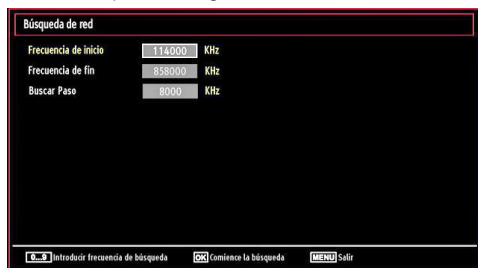 Búsqueda de red
Frecuencia de inicio 114000 KHz
Frecuencia de fín 858000 KHz
Buscar Paso 8000 KHz
0...9 Introducir frecuencia de búsqueda OK Comience la búsqueda MENU Salir